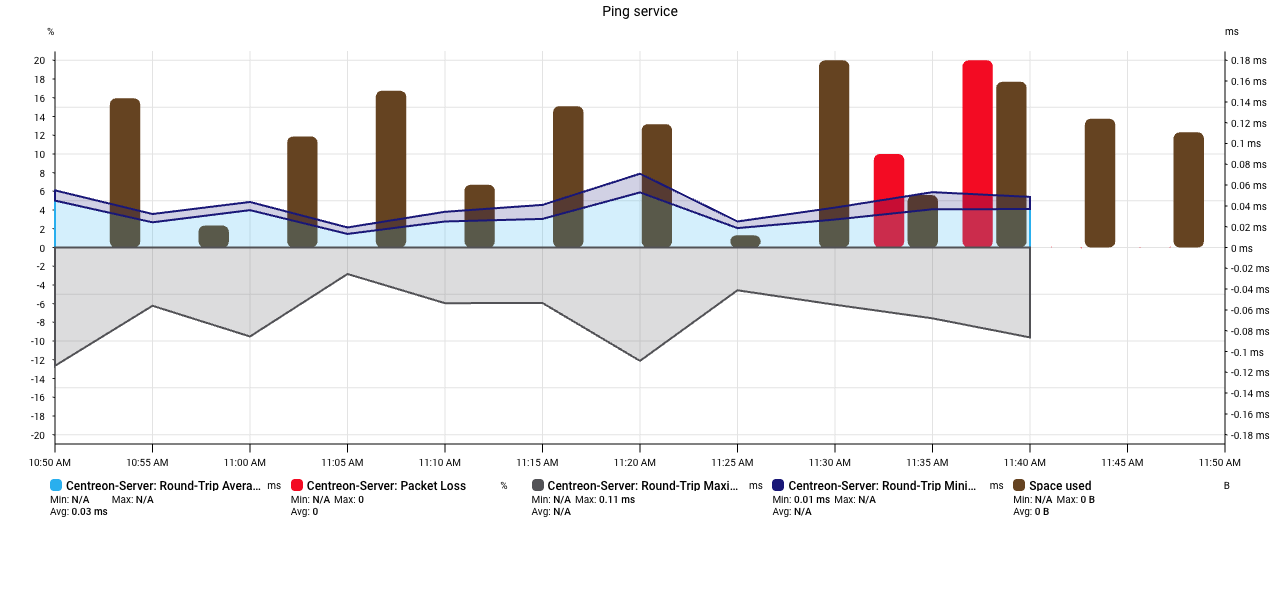 Ping service
% ms
20 0.18 ms
18 0.16 ms
16 0.14 ms
14 0.12 ms
12 0.1 ms
10 0.08 ms
8 0.06 ms
6 0.04 ms
4 0.02 ms
2 0 ms
0 -0.02 ms
-2 -0.04 ms
-4 -0.06 ms
-6 -0.08 ms
-8 -0.1 ms
-10 -0.12 ms
-12 -0.14 ms
-14 -0.16 ms
-16 -0.18 ms
-18
-20
10:50 AM 10:55 AM 11:00 AM 11:05 AM 11:10 AM 11:15 AM 11:20 AM 11:25 AM 11:30 AM 11:35 AM 11:40 AM 11:45 AM 11:50 AM
Centreon-Server: Round-Trip Avera... ms Centreon-Server: Packet Loss % Centreon-Server: Round-Trip Maxi... ms Centreon-Server: Round-Trip Mini... ms Space used B
Min: N/A Max: N/A Min: N/A Max: 0 Min: N/A Max: 0.11 ms Min: 0.01 ms Max: N/A Min: N/A Max: 0 B
Avg: 0.03 ms Avg: 0 Avg: N/A Avg: N/A Avg: 0 B